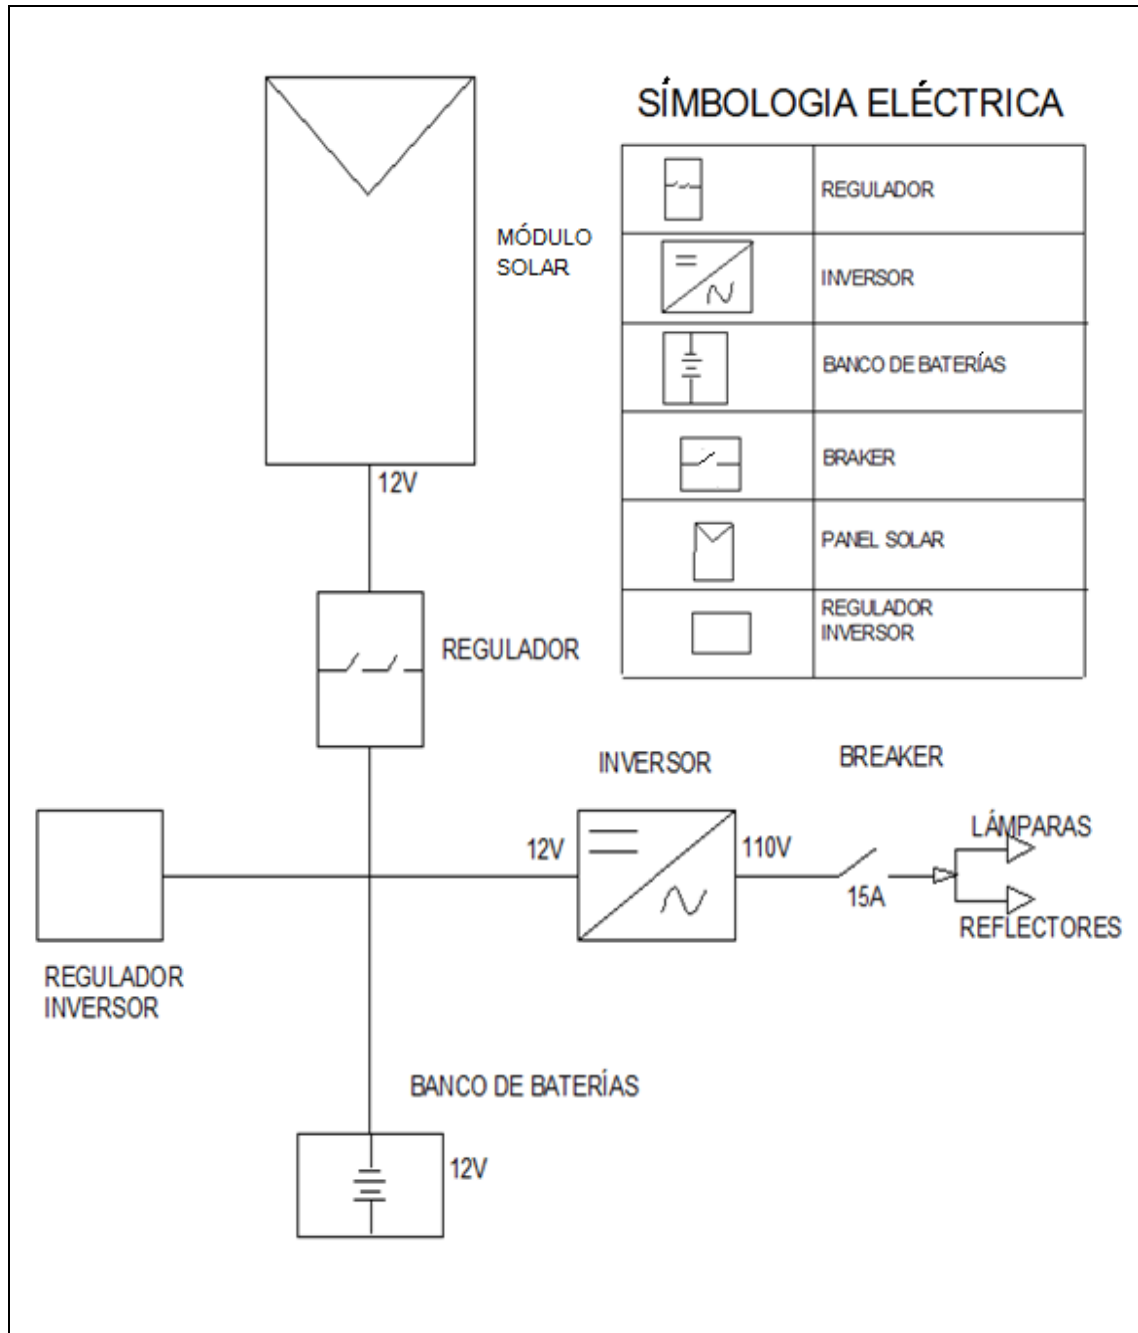 SÍMBOLOGIA ELÉCTRICA
REGULADOR
INVERSOR
BANCO DE BATERÍAS
BRAKER
PANEL SOLAR
REGULADOR
INVERSOR
MÓDULO
SOLAR
12V
REGULADOR
INVERSOR
BREAKER
12V
110V
15A
LÁMPARAS
REFLECTORES
REGULADOR
INVERSOR
BANCO DE BATERÍAS
12V